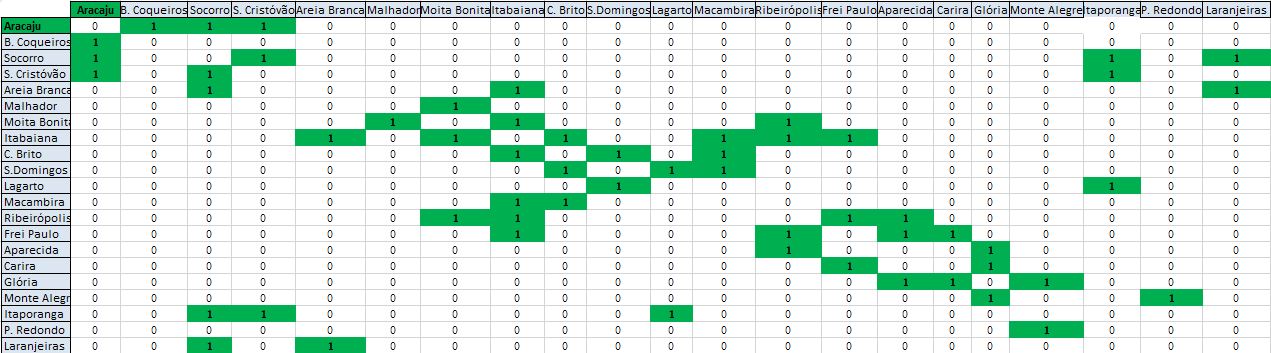 Aracaju B. Coqueiros Socorro S. Cristóvão Areia Branca Malhador Moita Bonita Itabaiana C. Brito S.Domingos Lagarto Macambira Ribeirópolis Frei Paulo Aparecida Carira Glória Monte Alegre Itaporanga P. Redondo Laranjeiras
Aracaju 0 1 1 1 0 0 0 0 0 0 0 0 0 0 0 0 0 0 0 0 0
B. Coqueiros 1 0 0 0 0 0 0 0 0 0 0 0 0 0 0 0 0 0 0 0 0
Socorro 1 0 0 1 0 0 0 0 0 0 0 0 0 0 0 0 0 0 1 0 1
S. Cristóvão 1 0 1 0 0 0 0 0 0 0 0 0 0 0 0 0 0 0 1 0 0
Areia Branca 0 0 1 0 0 0 0 1 0 0 0 0 0 0 0 0 0 0 0 0 1
Malhador 0 0 0 0 0 0 1 0 0 0 0 0 0 0 0 0 0 0 0 0 0
Moita Bonita 0 0 0 0 0 1 0 1 0 0 0 0 1 0 0 0 0 0 0 0 0
Itabaiana 0 0 0 0 1 0 1 0 1 0 0 1 1 1 0 0 0 0 0 0 0
C. Brito 0 0 0 0 0 0 0 1 0 1 0 1 0 0 0 0 0 0 0 0 0
S.Domingos 0 0 0 0 0 0 0 0 1 0 1 1 0 0 0 0 0 0 0 0 0
Lagarto 0 0 0 0 0 0 0 0 0 1 0 0 0 0 0 0 0 0 1 0 0
Macambira 0 0 0 0 0 0 0 1 1 0 0 0 0 0 0 0 0 0 0 0 0
Ribeirópolis 0 0 0 0 0 0 1 1 0 0 0 0 0 1 1 0 0 0 0 0 0
Frei Paulo 0 0 0 0 0 0 0 1 0 0 0 0 1 0 1 1 0 0 0 0 0
Aparecida 0 0 0 0 0 0 0 0 0 0 0 0 1 0 0 0 1 0 0 0 0
Carira 0 0 0 0 0 0 0 0 0 0 0 0 0 1 0 0 1 0 0 0 0
Glória 0 0 0 0 0 0 0 0 0 0 0 0 0 0 1 1 0 1 0 0 0
Monte Alegr 0 0 0 0 0 0 0 0 0 0 0 0 0 0 0 0 1 0 0 1 0
Itaporanga 0 0 1 1 0 0 0 0 0 0 1 0 0 0 0 0 0 0 0 0 0
P. Redondo 0 0 0 0 0 0 0 0 0 0 0 0 0 0 0 0 0 1 0 0 0
Laranjeiras 0 0 1 0 1 0 0 0 0 0 0 0 0 0 0 0 0 0 0 0 0